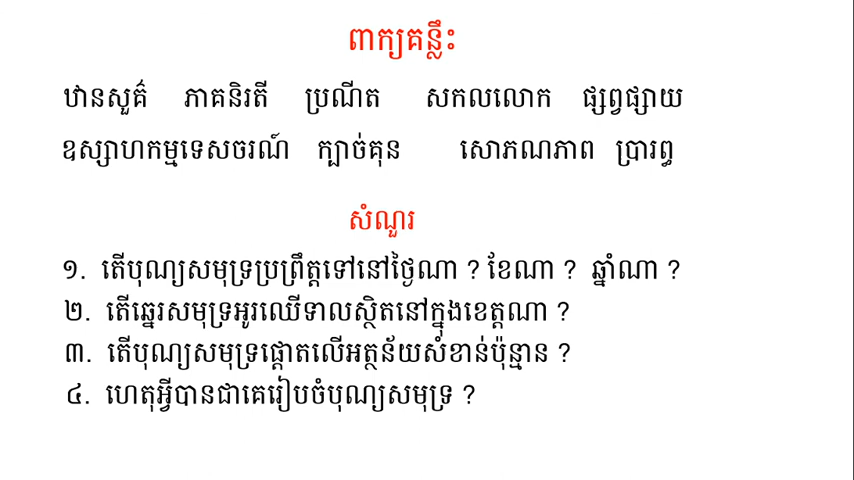 ពាក្យគន្លឹះ
ឋានសួគ៌ ភាគនិរតី ប្រណីត សកលលោក ផ្សព្វផ្សាយ
ឧស្សាហកម្មទេសចរណ៍ ក្បាច់គុន សោភណភាព ប្រារព្ធ
សំណួរ
១. តើបុណ្យសមុទ្រប្រព្រឹត្តទៅនៅថ្ងៃណា ? ខែណា ? ឆ្នាំណា ?
២. តើឆ្នេរសមុទ្រអូរឈើទាលស្ថិតនៅក្នុងខេត្តណា ?
៣. តើបុណ្យសមុទ្រផ្តោតលើអត្ថន័យសំខាន់ប៉ុន្មាន ?
៤. ហេតុអ្វីបានជាគេរៀបចំបុណ្យសមុទ្រ ?